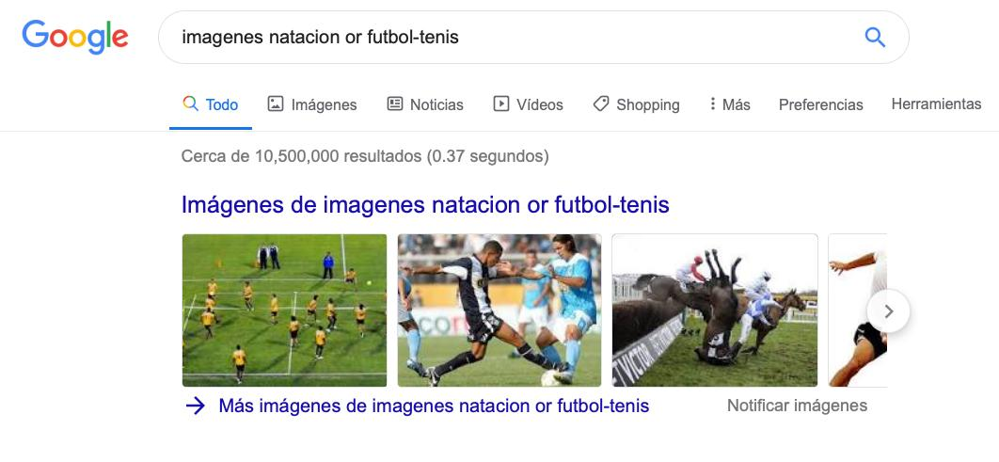 Google
imagenes natacion or futbol-tenis
Todo Imágenes Noticias Vídeos Shopping Más Preferencias Herramientas
Cerca de 10,500,000 resultados (0.37 segundos)
Imágenes de imagenes natacion or futbol-tenis
Más imágenes de imagenes natacion or futbol-tenis Notificar imágenes